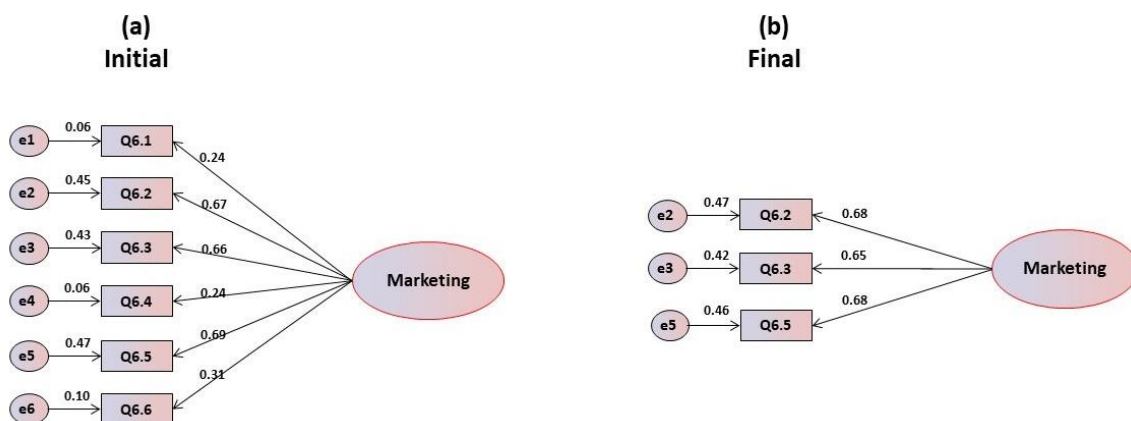 (a)
Initial
e1 0.06 Q6.1 0.24
e2 0.45 Q6.2 0.67
e3 0.43 Q6.3 0.66
e4 0.06 Q6.4 0.24
e5 0.47 Q6.5 0.69
e6 0.10 Q6.6 0.31
Marketing
(b)
Final
e2 0.47 Q6.2 0.68
e3 0.42 Q6.3 0.65
e5 0.46 Q6.5 0.68
Marketing